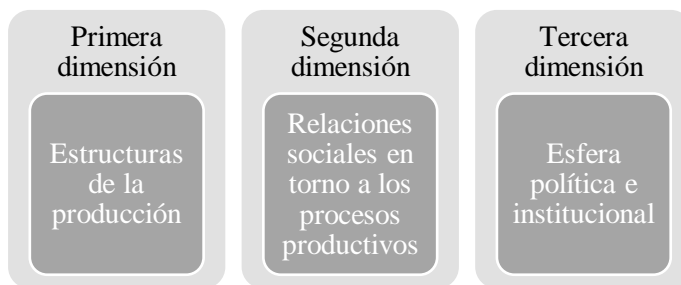 Primera
dimensión
Estructuras
de la
producción
Segunda
dimensión
Relaciones
sociales en
torno a los
procesos
productivos
Tercera
dimensión
Esfera
política e
institucional